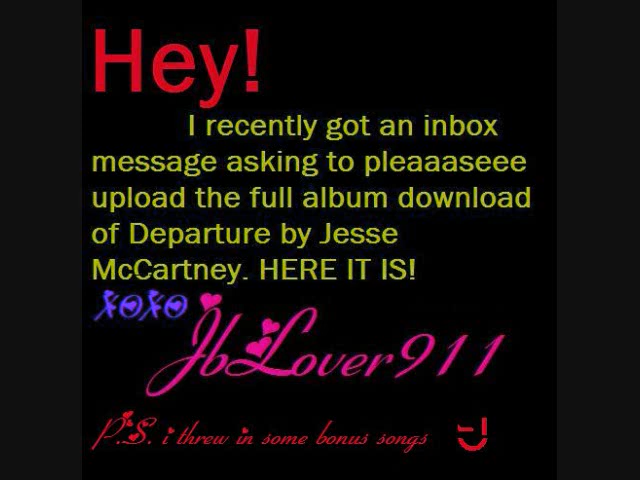 Hey!
I recently got an inbox
message asking to pleaaaseee
upload the full album download
of Departure by Jesse
McCartney. HERE IT IS!
XOXO
JbLover911
P.S. i threw in some bonus songs =J